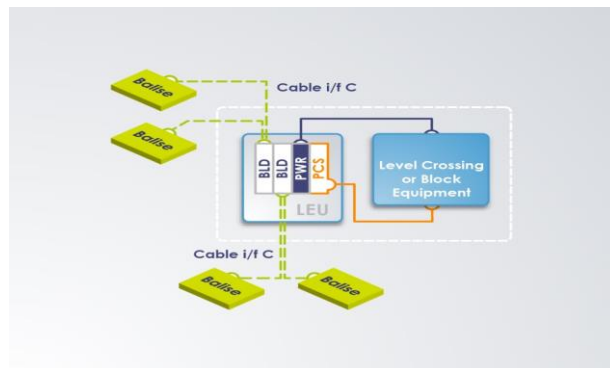 Balise
Cable i/f C
Balise
BLD
BLD
PWR
PCS
LEU
Level Crossing
or Block
Equipment
Cable i/f C
Balise
Balise